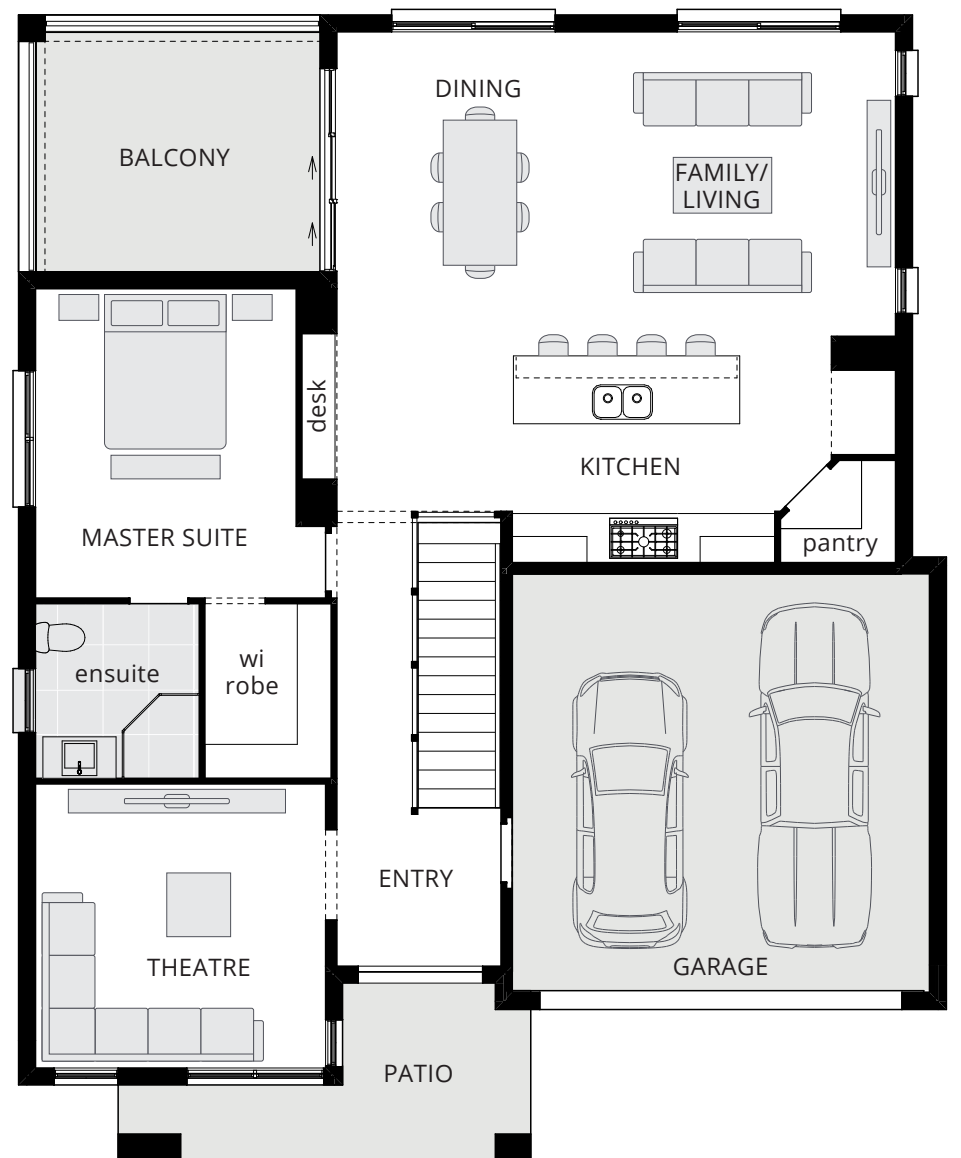 DINING
BALCONY
FAMILY/
LIVING
desk
KITCHEN
MASTER SUITE
pantry
ensuite
wi
robe
ENTRY
THEATRE
GARAGE
PATIO